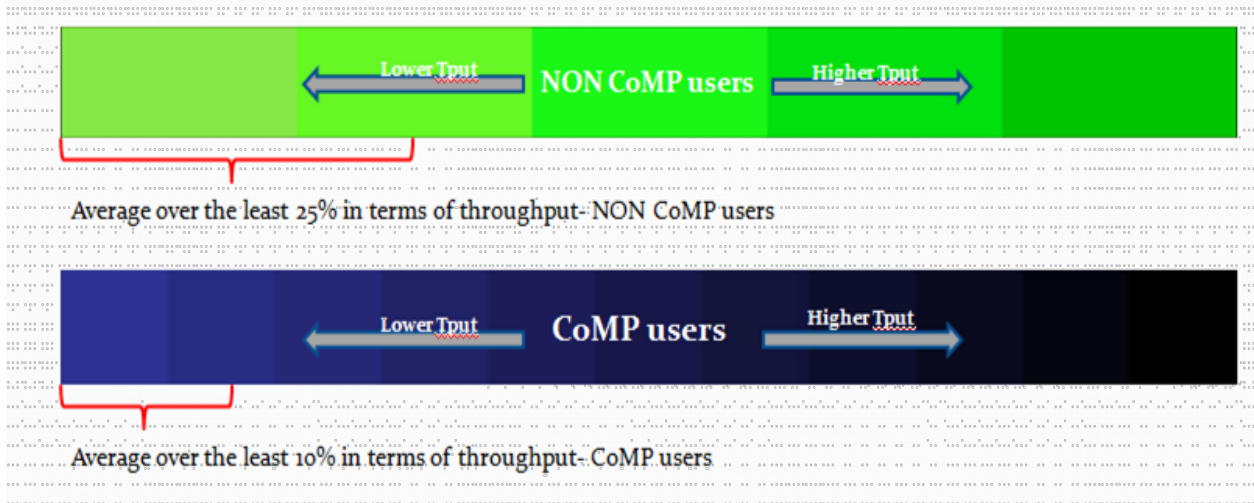 Lower Tput
NON CoMP users
Higher Tput
Average over the least 25% in terms of throughput- NON CoMP users
Lower Tput
CoMP users
Higher Tput
Average over the least 10% in terms of throughput- CoMP users